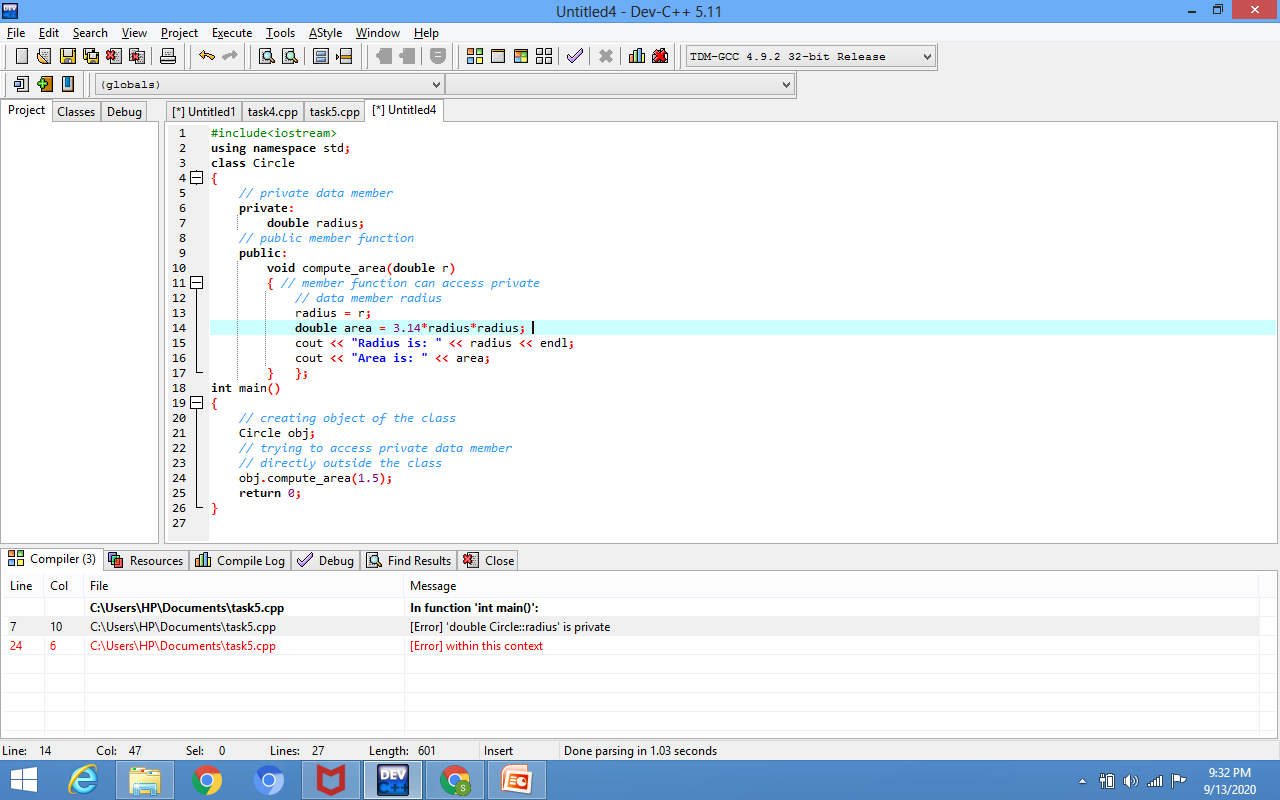 Untitled4 - Dev-C++ 5.11
File Edit Search View Project Execute Tools AStyle Window Help
TDM-GCC 4.9.2 32-bit Release
(globals)
Project Classes Debug [*] Untitled1 task4.cpp task5.cpp [*] Untitled4
1 #include<iostream>
2 using namespace std;
3 class Circle
4 {
5 // private data member
6 private:
7 double radius;
8 // public member function
9 public:
10 void compute_area(double r)
11 { // member function can access private
12 // data member radius
13 radius = r;
14 double area = 3.14*radius*radius;
15 cout << "Radius is: " << radius << endl;
16 cout << "Area is: " << area;
17 } };
18 int main()
19 {
20 // creating object of the class
21 Circle obj;
22 // trying to access private data member
23 // directly outside the class
24 obj.compute_area(1.5);
25 return 0;
26 }
27
Compiler (3) Resources Compile Log Debug Find Results Close
Line Col File Message
C:\Users\HP\Documents\task5.cpp In function 'int main()':
7 10 C:\Users\HP\Documents\task5.cpp [Error] 'double Circle::radius' is private
24 6 C:\Users\HP\Documents\task5.cpp [Error] within this context
Line: 14 Col: 47 Sel: 0 Lines: 27 Length: 601 Insert Done parsing in 1.03 seconds
DEV C++
S
9:32 PM
9/13/2020